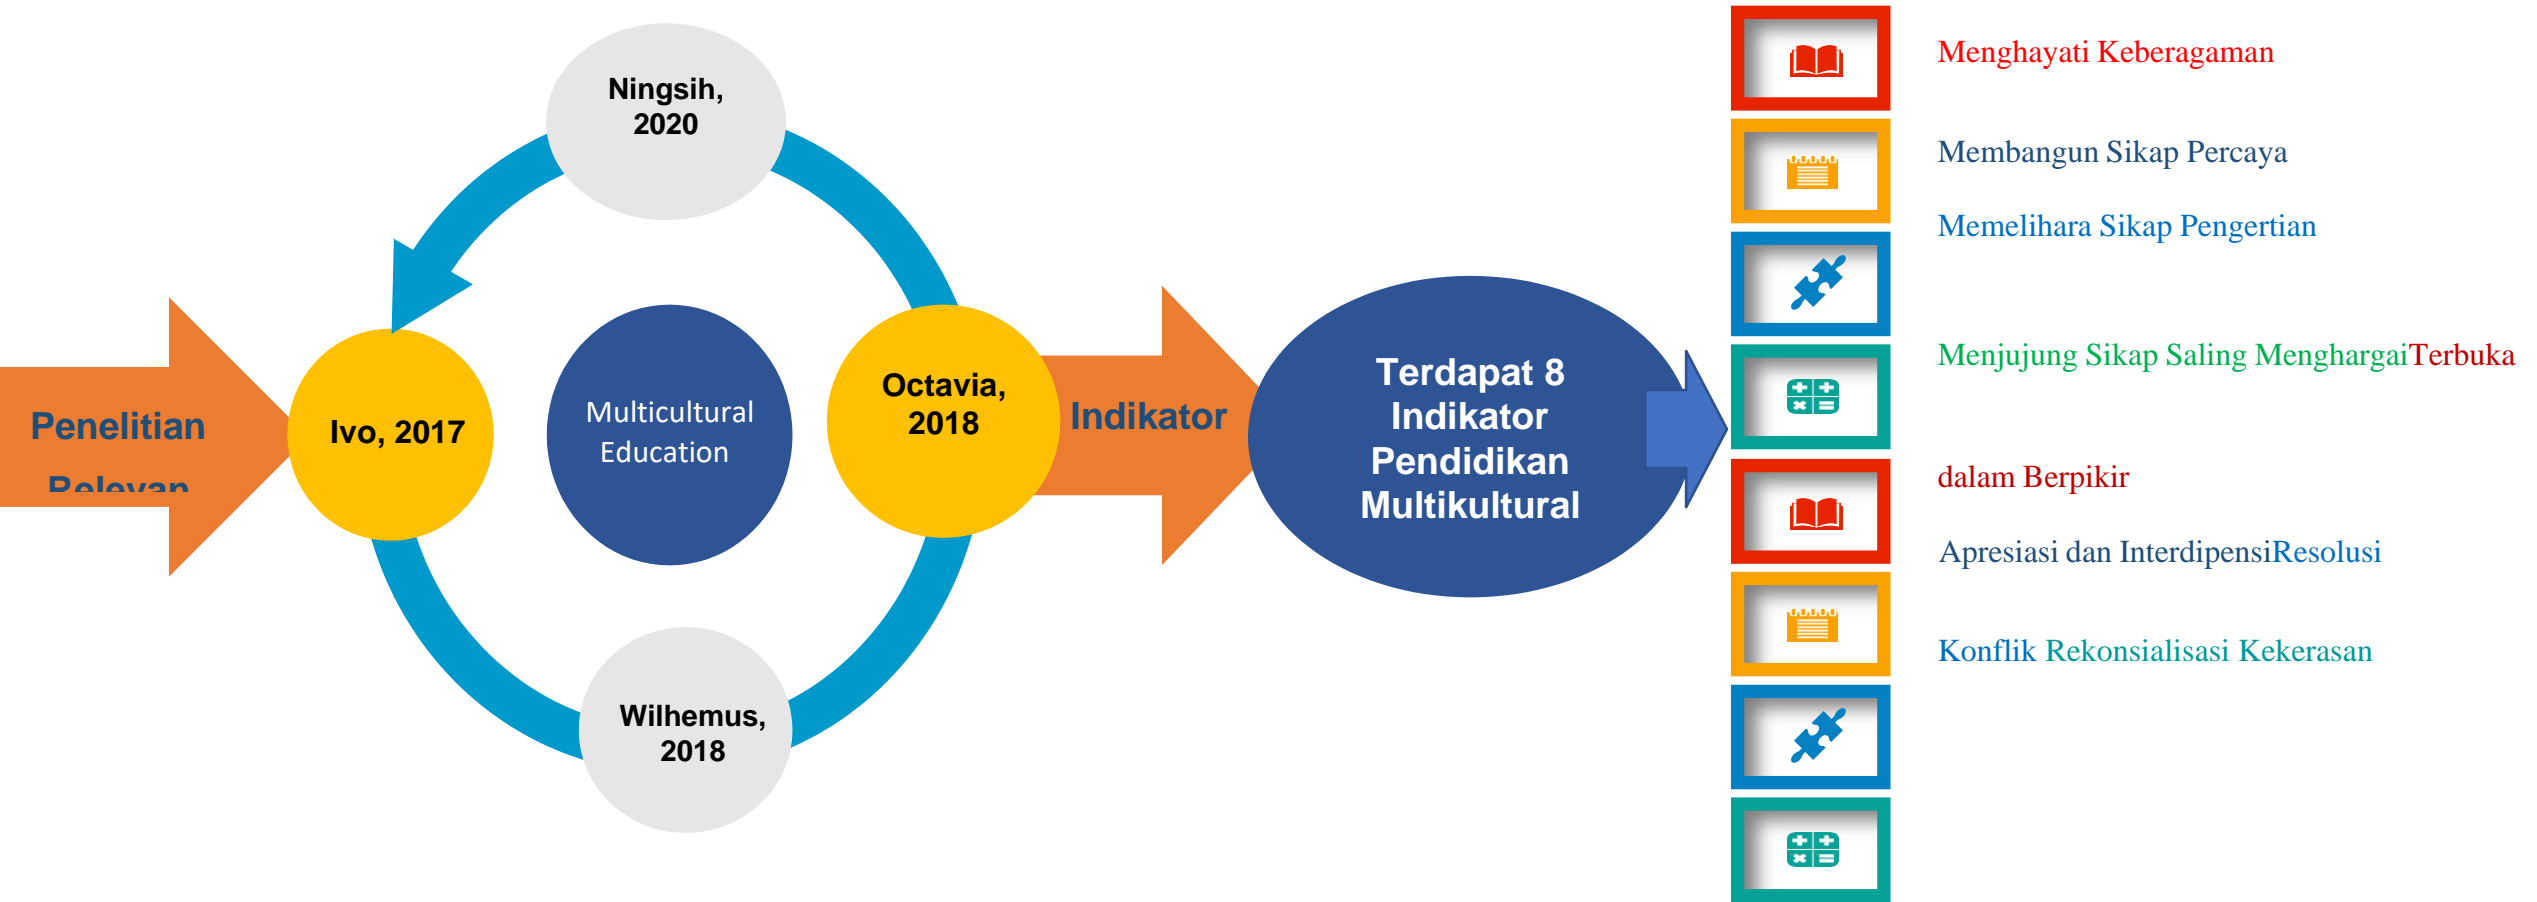 Penelitian
Relevan
Ningsih,
2020
Ivo, 2017
Multicultural
Education
Octavia,
2018
Wilhemus,
2018
Indikator
Terdapat 8
Indikator
Pendidikan
Multikultural
Menghayati Keberagaman
Membangun Sikap Percaya
Memelihara Sikap Pengertian
Menjujung Sikap Saling MenghargaiTerbuka
dalam Berpikir
Apresiasi dan InterdipensiResolusi
Konflik Rekonsialisasi Kekerasan